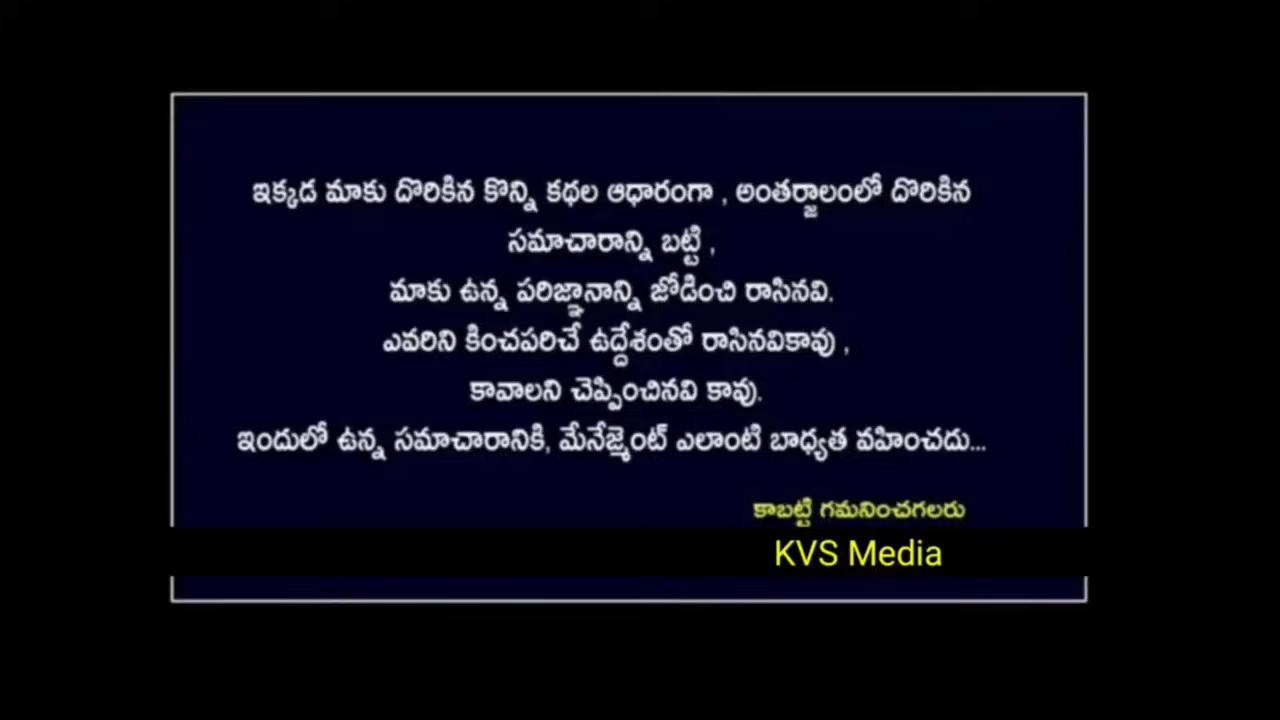 ఇక్కడ మాకు దొరికిన కొన్ని కథల ఆధారంగా , అంతర్జాలంలో దొరికిన
సమాచారాన్ని బట్టి ,
మాకు ఉన్న పరిజ్ఞానాన్ని జోడించి రాసినవి.
ఎవరిని కించపరిచే ఉద్దేశంతో రాసినవికావు ,
కావాలని చెప్పించినవి కావు.
ఇందులో ఉన్న సమాచారానికి, మేనేజ్మెంట్ ఎలాంటి బాధ్యత వహించదు...
కాబట్టి గమనించగలరు
KVS Media